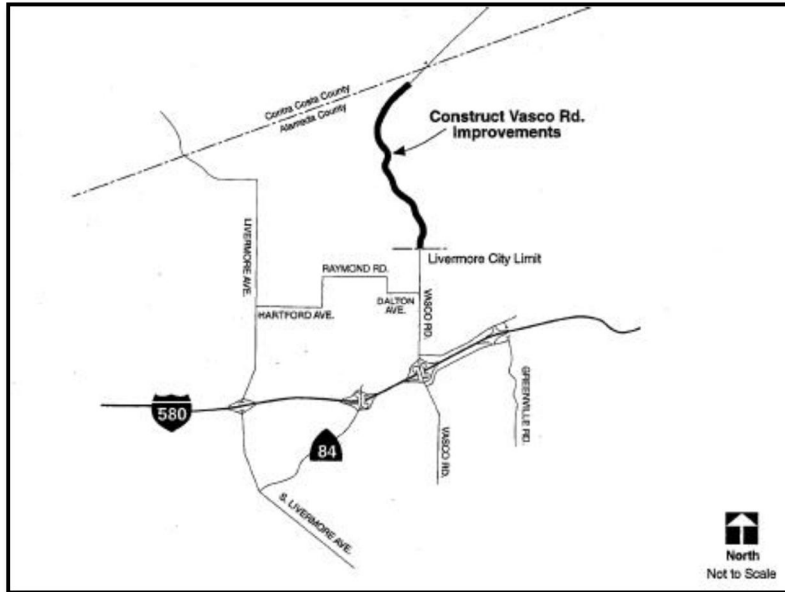 Contra Costa County
Alameda County
Construct Vasco Rd.
Improvements
LIVERMORE AVE.
Livermore City Limit
RAYMOND RD.
DALTON
AVE.
VASCO RD.
HARTFORD AVE.
GREENVILLE RD.
580
84
VASCO RD.
S. LIVERMORE AVE.
North
Not to Scale